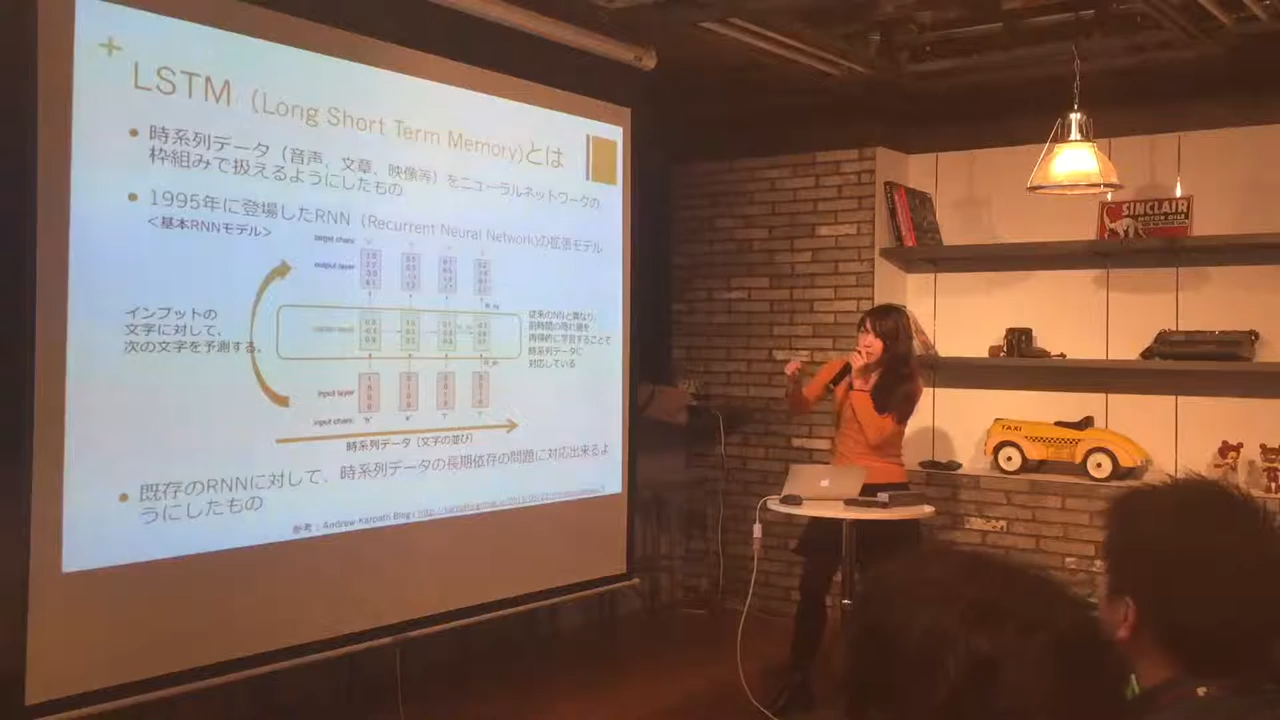 LSTM (Long Short Term Memory)とは
時系列データ（音声、文章、映像等）をニューラルネットワークの
枠組みで扱えるようにしたもの
1995年に登場したRNN（Recurrent Neural Network)の拡張モデル
<基本RNNモデル>
target chars:
output layer
インプットの
文字に対して、
次の文字を予測する。
従来のNNと異なり、
前時間の隠れ層を
再帰的に学習することで
時系列データに
対応している
input layer
input chars:
時系列データ（文字の並び）
既存のRNNに対して、時系列データの長期依存の問題に対応出来るよ
うにしたもの
参考：Andrew Karpathy Blog
SINCLAIR
MOTOR OILS
TAXI